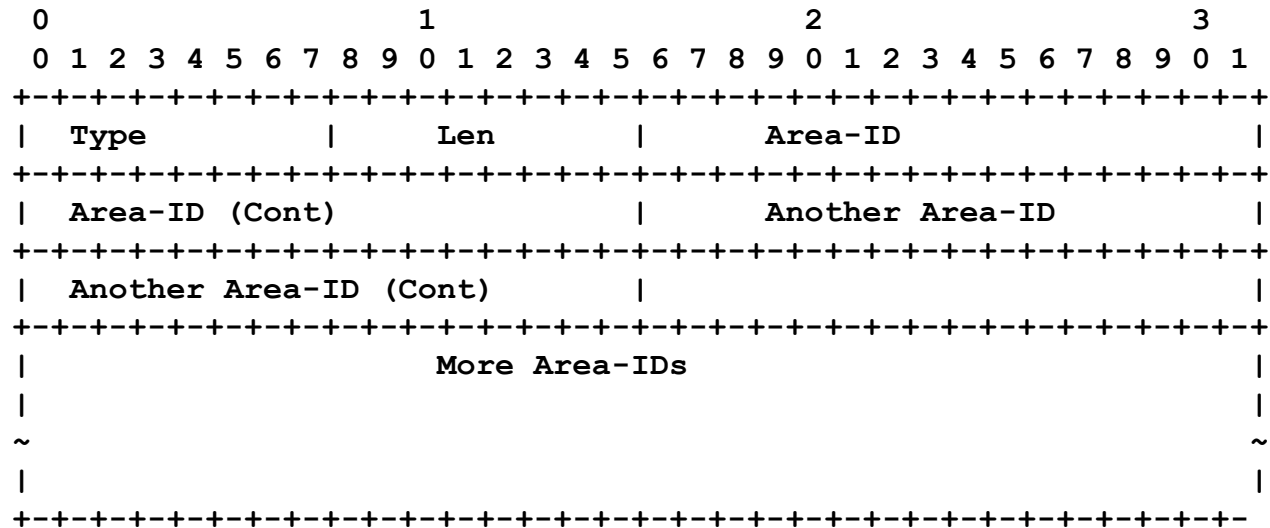 0                   1                   2                   3
 0 1 2 3 4 5 6 7 8 9 0 1 2 3 4 5 6 7 8 9 0 1 2 3 4 5 6 7 8 9 0 1
+-+-+-+-+-+-+-+-+-+-+-+-+-+-+-+-+-+-+-+-+-+-+-+-+-+-+-+-+-+-+-+-+
|  Type         |     Len       |      Area-ID                  |
+-+-+-+-+-+-+-+-+-+-+-+-+-+-+-+-+-+-+-+-+-+-+-+-+-+-+-+-+-+-+-+-+
|  Area-ID (Cont)               |      Another Area-ID          |
+-+-+-+-+-+-+-+-+-+-+-+-+-+-+-+-+-+-+-+-+-+-+-+-+-+-+-+-+-+-+-+-+
|  Another Area-ID (Cont)       |                               |
+-+-+-+-+-+-+-+-+-+-+-+-+-+-+-+-+-+-+-+-+-+-+-+-+-+-+-+-+-+-+-+-+
|                     More Area-IDs                             |
|                                                               |
~                                                               ~
|                                                               |
+-+-+-+-+-+-+-+-+-+-+-+-+-+-+-+-+-+-+-+-+-+-+-+-+-+-+-+-+-+-+-+-